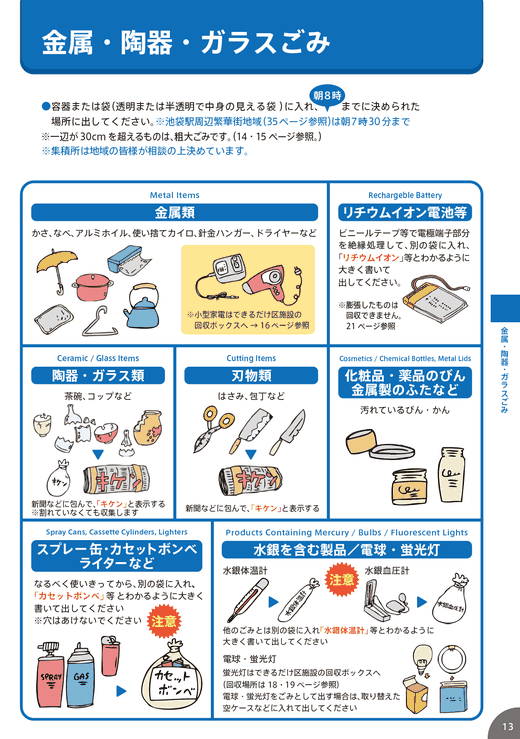 金属・陶器・ガラスごみ
●容器または袋(透明または半透明で中身の見える袋)に入れ、朝8時までに決められた
場所に出してください。※池袋駅周辺繁華街地域(35ページ参照)は朝7時30分まで
※一辺が30cmを超えるものは、粗大ごみです。(14・15ページ参照。)
※集積所は地域の皆様が相談の上決めています。
Metal Items
金属類
かさ、なべ、アルミホイル、使い捨てカイロ、針金ハンガー、ドライヤーなど
※小型家電はできるだけ区施設の
回収ボックスへ→16ページ参照
Rechargeble Battery
リチウムイオン電池等
ビニールテープ等で電極端子部分
を絶縁処理して、別の袋に入れ、
「リチウムイオン」等とわかるように
大きく書いて
出してください。
※膨張したものは
回収できません。
21ページ参照
Ceramic / Glass Items
陶器・ガラス類
茶碗、コップなど
キケン
キケン
新聞などに包んで、「キケン」と表示する
※割れていなくても収集します
Cutting Items
刃物類
はさみ、包丁など
キケン
新聞などに包んで、「キケン」と表示する
Cosmetics / Chemical Bottles, Metal Lids
化粧品・薬品のびん
金属製のふたなど
汚れているびん・かん
Spray Cans, Cassette Cylinders, Lighters
スプレー缶・カセットボンベ
ライターなど
なるべく使いきってから、別の袋に入れ、
「カセットボンベ」等とわかるように大きく
書いて出してください
※穴はあけないでください
注意
SPRAY
GAS
カセット
ボンベ
Products Containing Mercury / Bulbs / Fluorescent Lights
水銀を含む製品/電球・蛍光灯
水銀体温計
注意
水銀血圧計
水銀体温計
水銀血圧計
他のごみとは別の袋に入れ「水銀体温計」等とわかるように
大きく書いて出してください
電球・蛍光灯
蛍光灯はできるだけ区施設の回収ボックスへ
(回収場所は18・19ページ参照)
電球・蛍光灯をごみとして出す場合は、取り替えた
空ケースなどに入れて出してください
金属・陶器・ガラスごみ
13